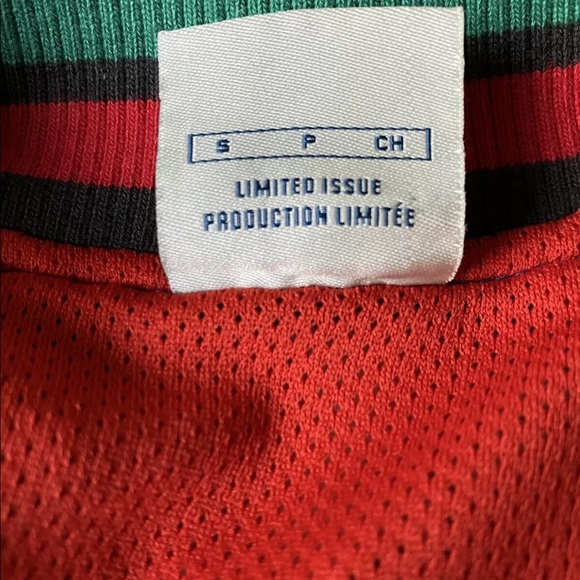 S P CH
LIMITED ISSUE
PRODUCTION LIMITÉE